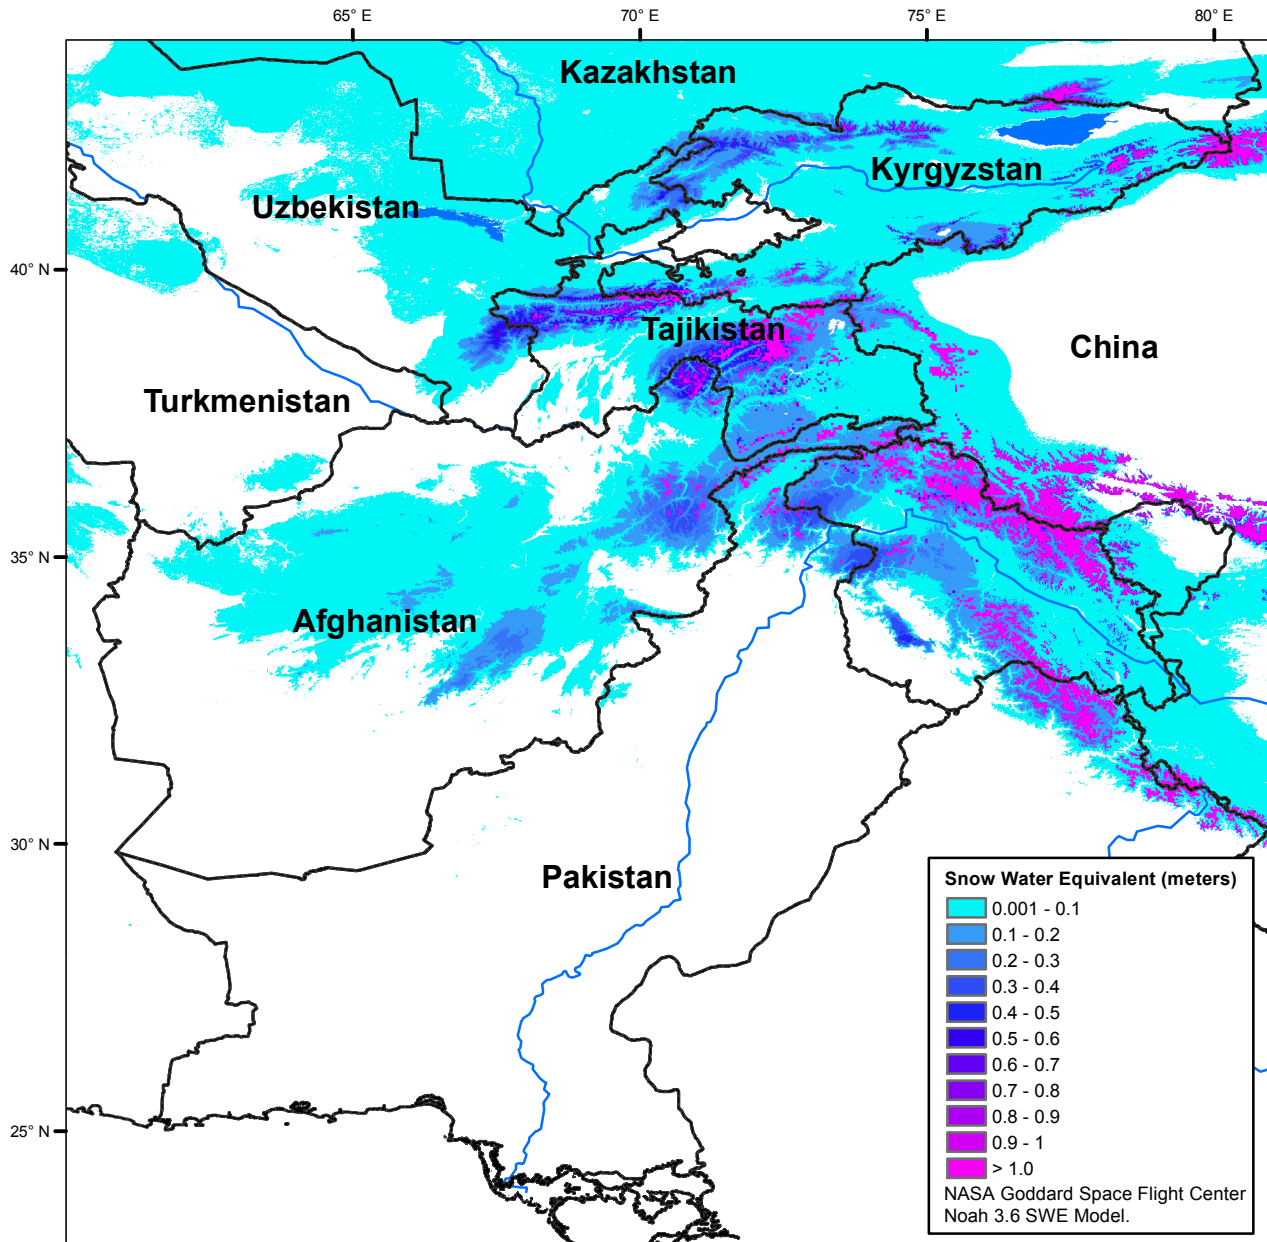 65° E
70° E
75° E
80° E
Kazakhstan
Kyrgyzstan
Uzbekistan
40° N
Tajikistan
China
Turkmenistan
35° N
Afghanistan
30° N
Pakistan
25° N
Snow Water Equivalent (meters)
0.001 - 0.1
0.1 - 0.2
0.2 - 0.3
0.3 - 0.4
0.4 - 0.5
0.5 - 0.6
0.6 - 0.7
0.7 - 0.8
0.8 - 0.9
0.9 - 1
> 1.0
NASA Goddard Space Flight Center
Noah 3.6 SWE Model.